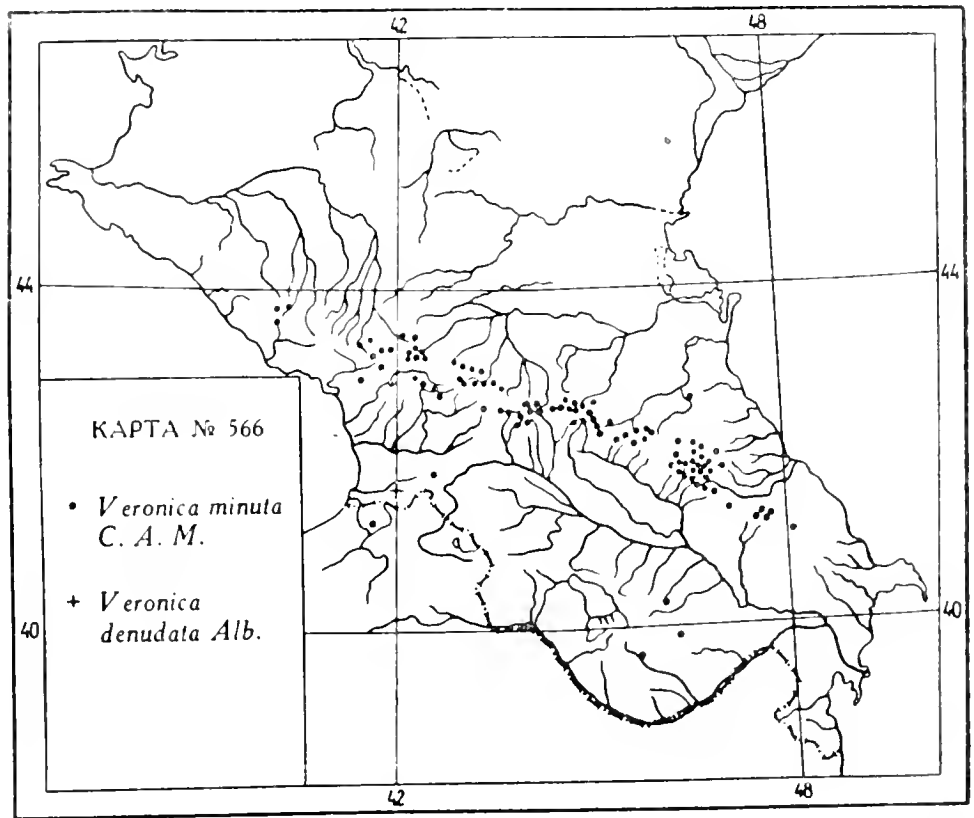 42 48
44 44
КАРТА № 566
• Veronica minuta
C. A. M.
+ Veronica
denudata Alb.
40 40
42 48